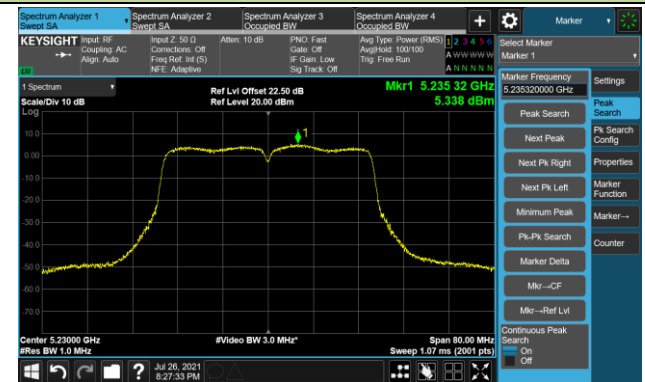 Spectrum Analyzer 1
Swept SA
Spectrum Analyzer 2
Swept SA
Spectrum Analyzer 3
Occupied BW
Spectrum Analyzer 4
Occupied BW
+
Marker
KEYSIGHT
Input: RF
Coupling: AC
Align: Auto
Input Z: 50 Ω
Corrections: Off
Freq Ref: Int (S)
NFE: Adaptive
Atten: 10 dB
PNO: Fast
Gate: Off
IF Gain: Low
Sig Track: Off
Avg Type: Power (RMS)
Avg|Hold: 100/100
Trig: Free Run
1 2 3 4 5 6
A W W W W W
A N N N N N
Select Marker
Marker 1
1 Spectrum
Scale/Div 10 dB
Log
Ref Lvl Offset 22.50 dB
Ref Level 20.00 dBm
Mkr1 5.235 32 GHz
5.338 dBm
10.0
0.00
-10.0
-20.0
-30.0
-40.0
-50.0
-60.0
-70.0
1
Center 5.23000 GHz
#Res BW 1.0 MHz
#Video BW 3.0 MHz*
Span 80.00 MHz
Sweep 1.07 ms (2001 pts)
Marker Frequency
5.235320000 GHz
Peak Search
Next Peak
Next Pk Right
Next Pk Left
Minimum Peak
Pk-Pk Search
Marker Delta
Mkr→CF
Mkr→Ref Lvl
Continuous Peak
Search
On
Off
Settings
Peak
Search
Pk Search
Config
Properties
Marker
Function
Marker→
Counter
?
Jul 26, 2021
8:27:33 PM